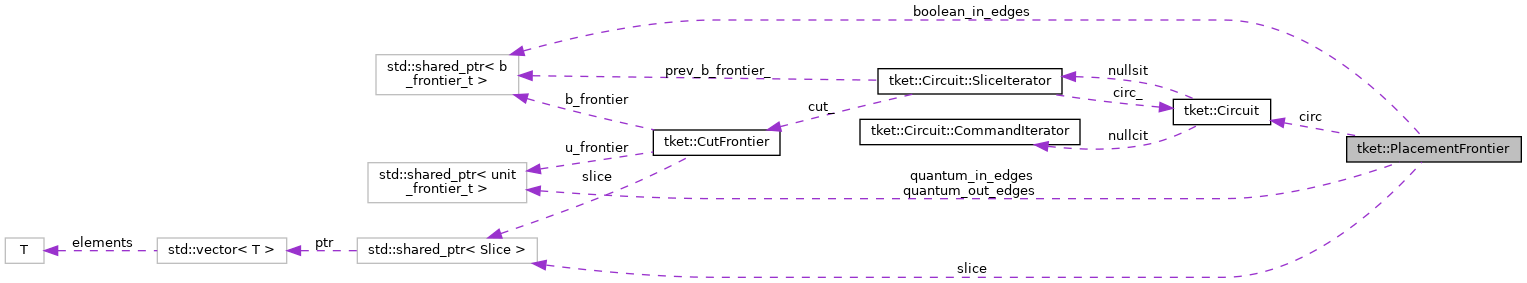 boolean_in_edges
std::shared_ptr< b
_frontier_t >
prev_b_frontier_
tket::Circuit::SliceIterator
nullsit
b_frontier
cut_
circ_
tket::Circuit
circ
tket::Circuit::CommandIterator
nullcit
tket::CutFrontier
tket::PlacementFrontier
u_frontier
std::shared_ptr< unit
_frontier_t >
slice
quantum_in_edges
quantum_out_edges
T
elements
std::vector< T >
ptr
std::shared_ptr< Slice >
slice